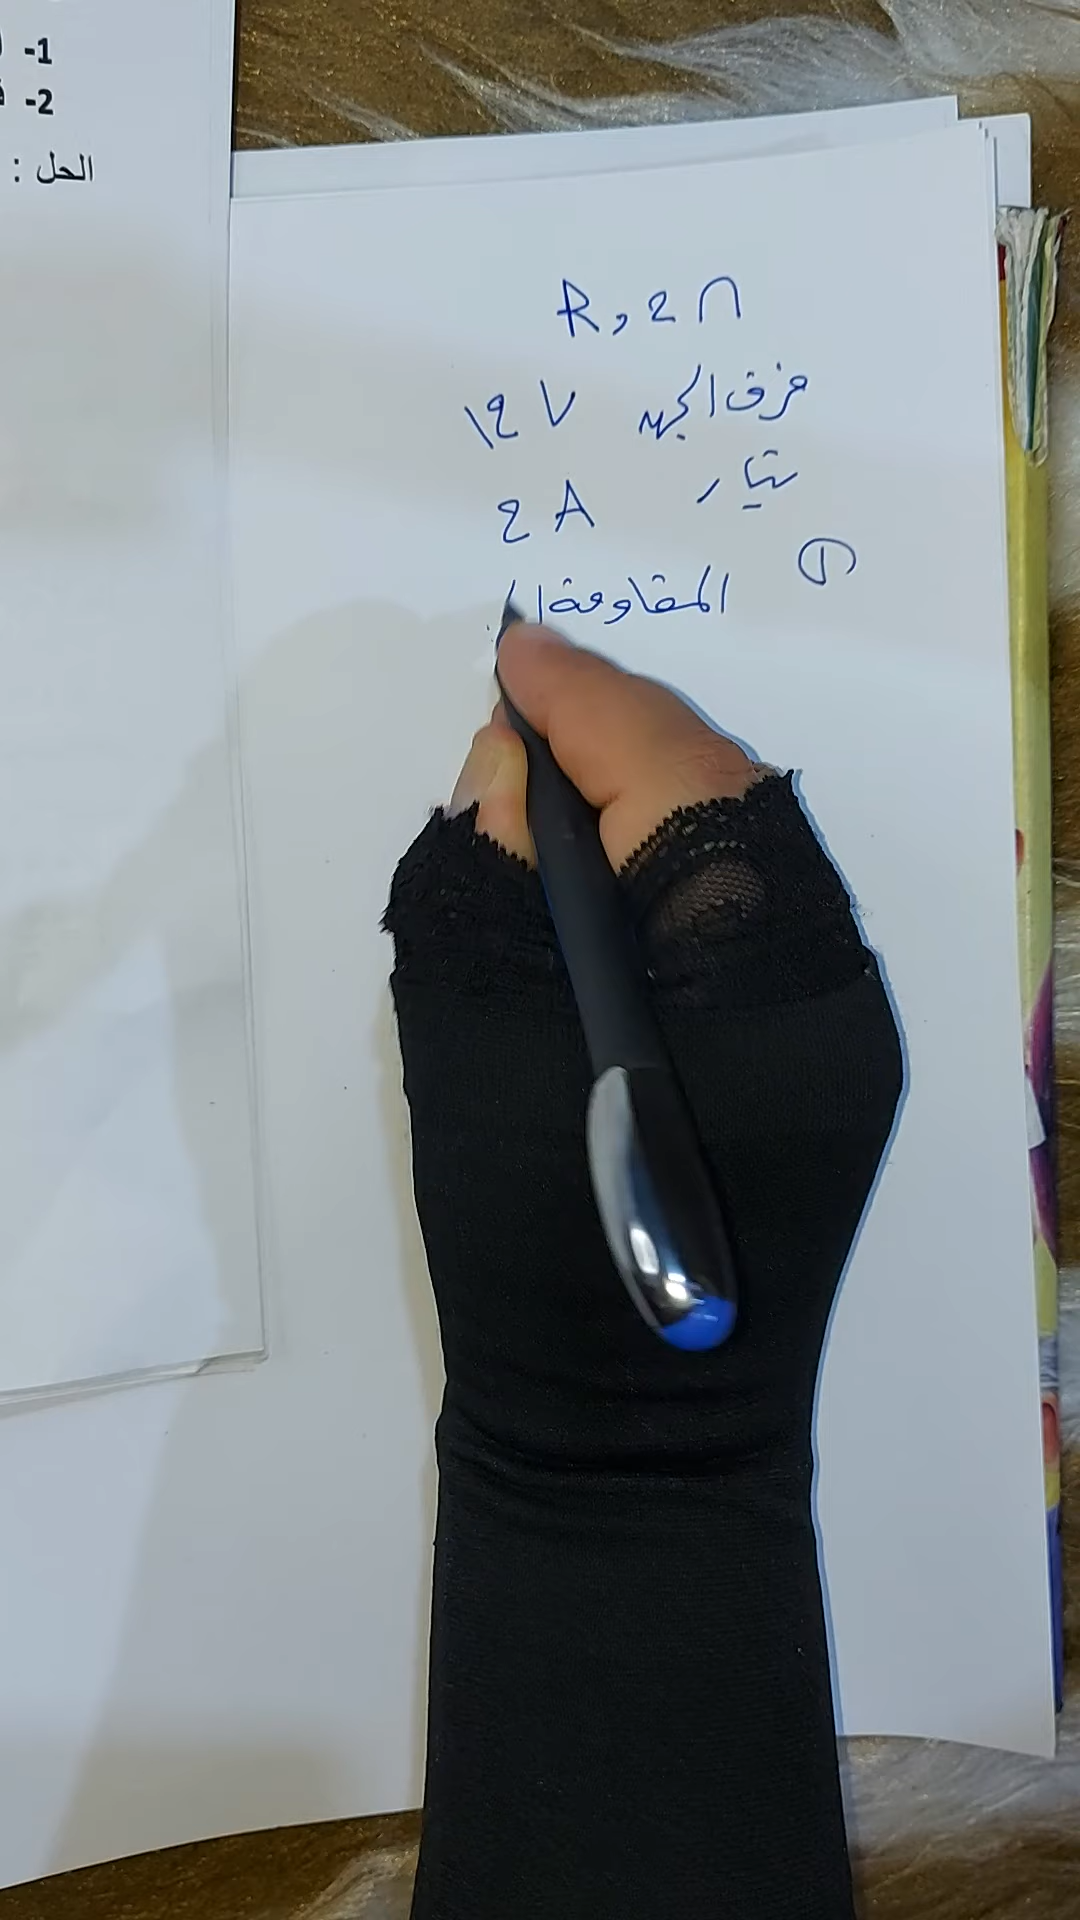 -1
-2
الحل :
R, 2 Ω
فرق الجهد 12 V
تيار 2 A
① المقاومة